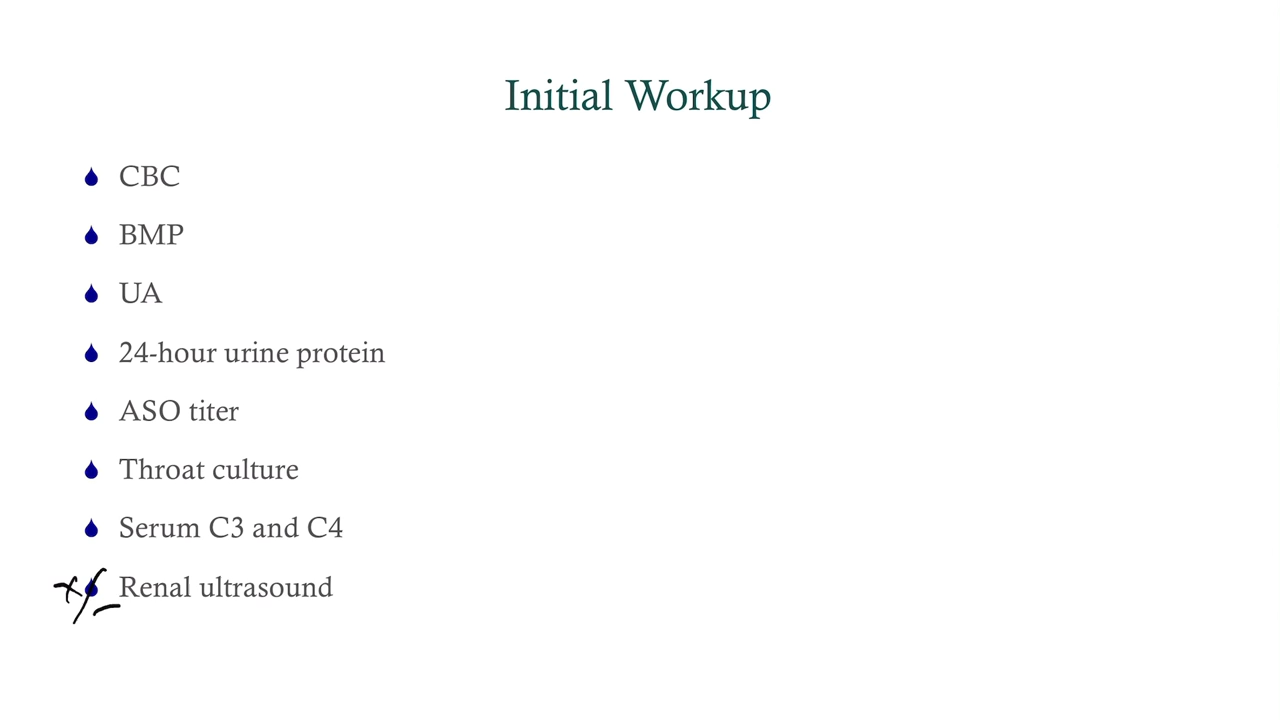 Initial Workup
CBC
BMP
UA
24-hour urine protein
ASO titer
Throat culture
Serum C3 and C4
+/- Renal ultrasound